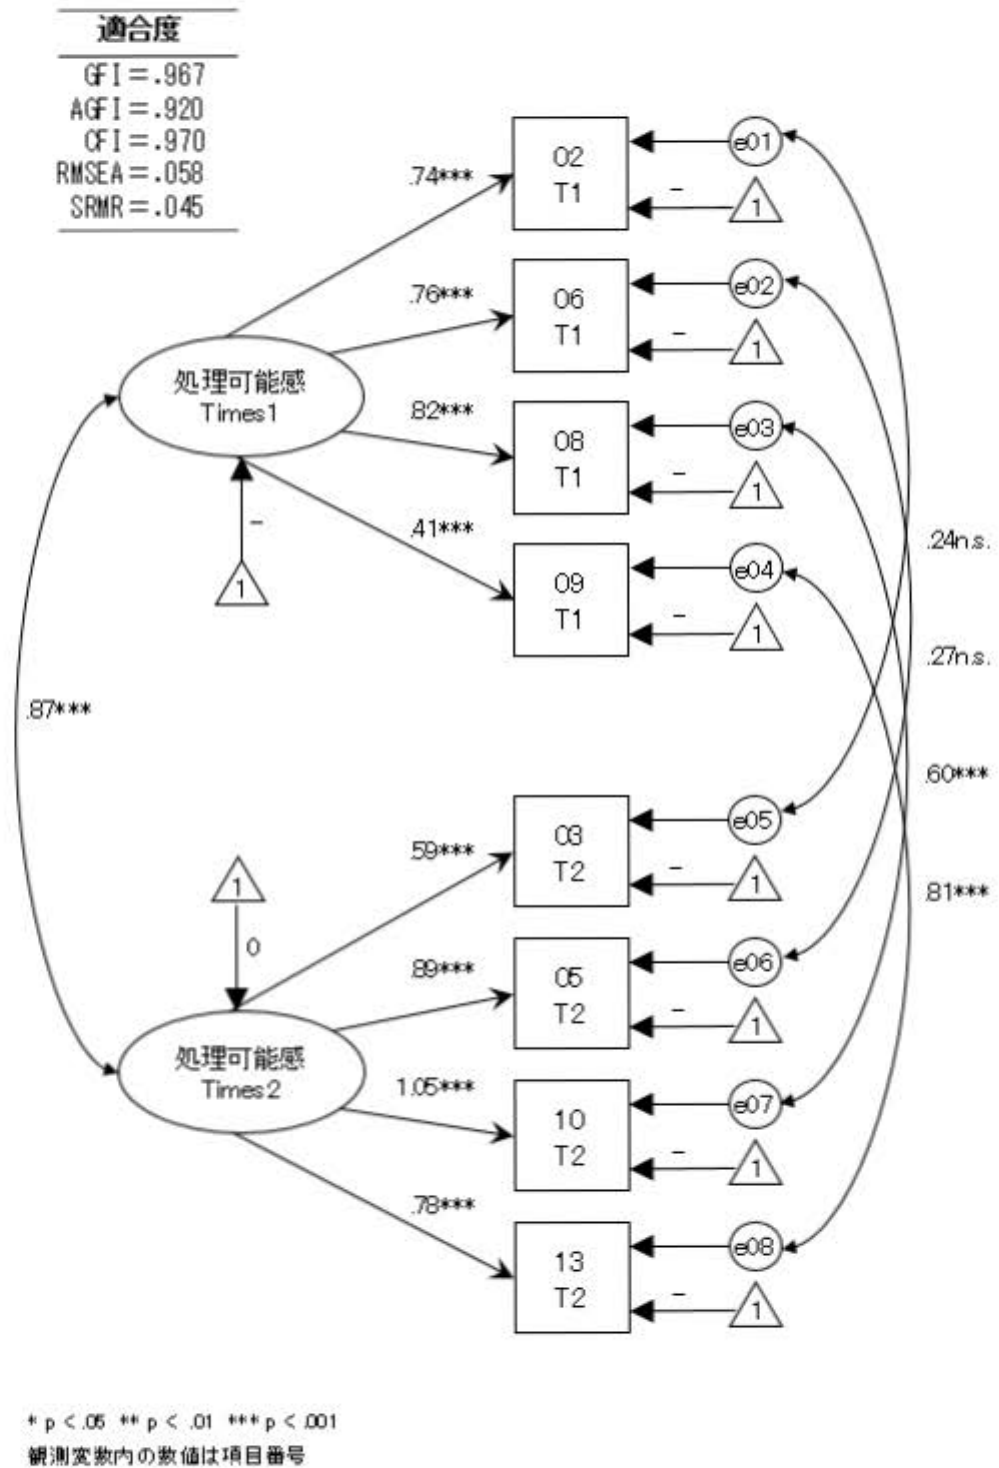 適合度
GFI＝.967
AGFI＝.920
CFI＝.970
RMSEA＝.058
SRMR＝.045
02
T1
e01
1
-
.74***
06
T1
e02
1
-
.76***
処理可能感
Times1
08
T1
e03
1
-
.82***
09
T1
e04
1
-
.41***
-
1
.24n.s.
.27n.s.
.87***
.60***
.81***
03
T2
e05
1
-
.59***
1
0
05
T2
e06
1
-
.89***
処理可能感
Times2
10
T2
e07
1
-
1.05***
13
T2
e08
1
-
.78***
* p < .05 ** p < .01 *** p < .001
観測変数内の数値は項目番号